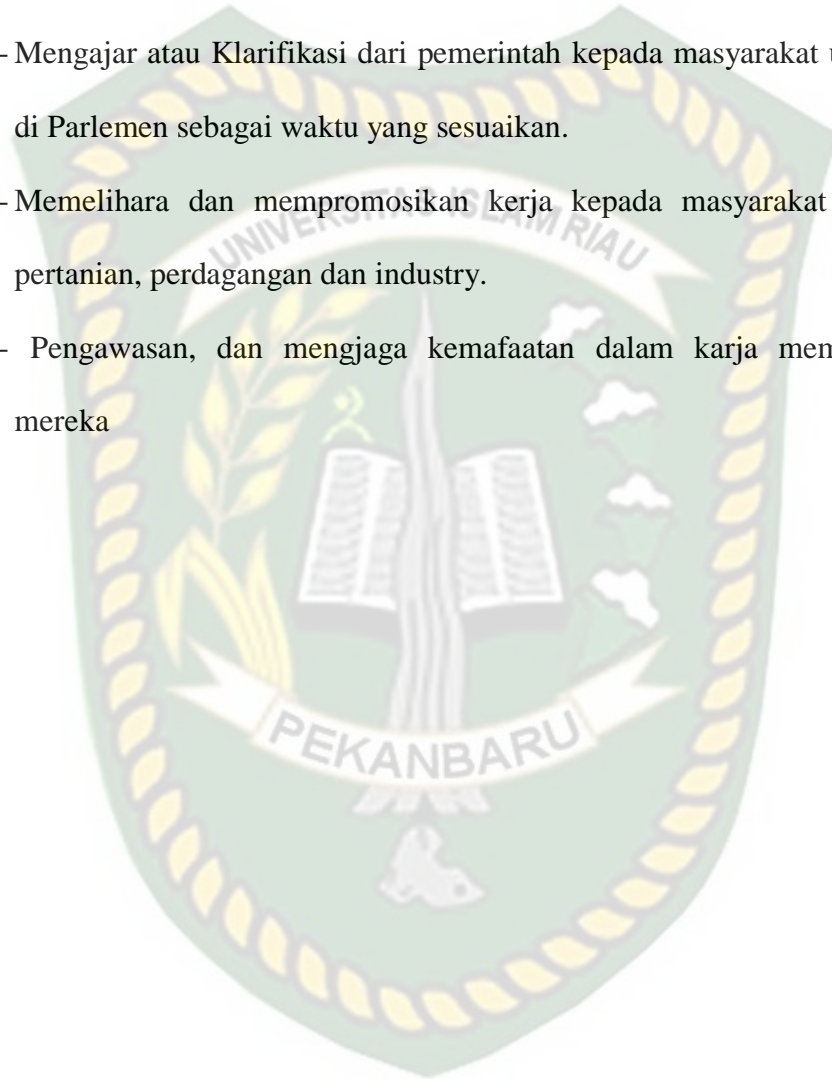 - Mengajar atau Klarifikasi dari pemerintah kepada masyarakat
di Parlemen sebagai waktu yang sesuaikan.
- Memelihara dan mempromosikan kerja kepada masyarakat
UNIVERSITAS ISLAM RIAU
pertanian, perdagangan dan industry.
- Pengawasan, dan mengjaga kemafaatan dalam karja
mereka
PEKANBARU